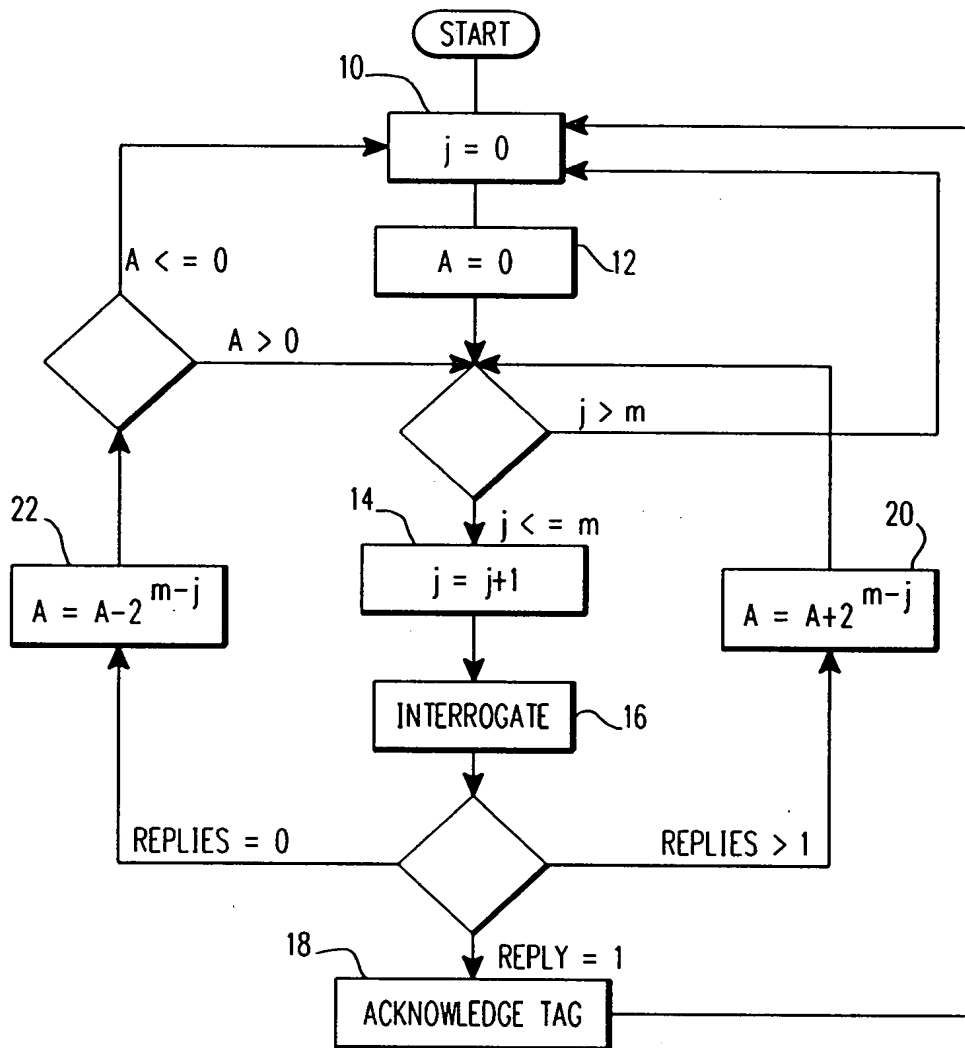 START
10
j = 0
A = 0
12
A < = 0
A > 0
j > m
14
j < = m
22
20
j = j+1
A = A-2^{m-j}
A = A+2^{m-j}
INTERROGATE
16
REPLIES = 0
REPLIES > 1
18
REPLY = 1
ACKNOWLEDGE TAG